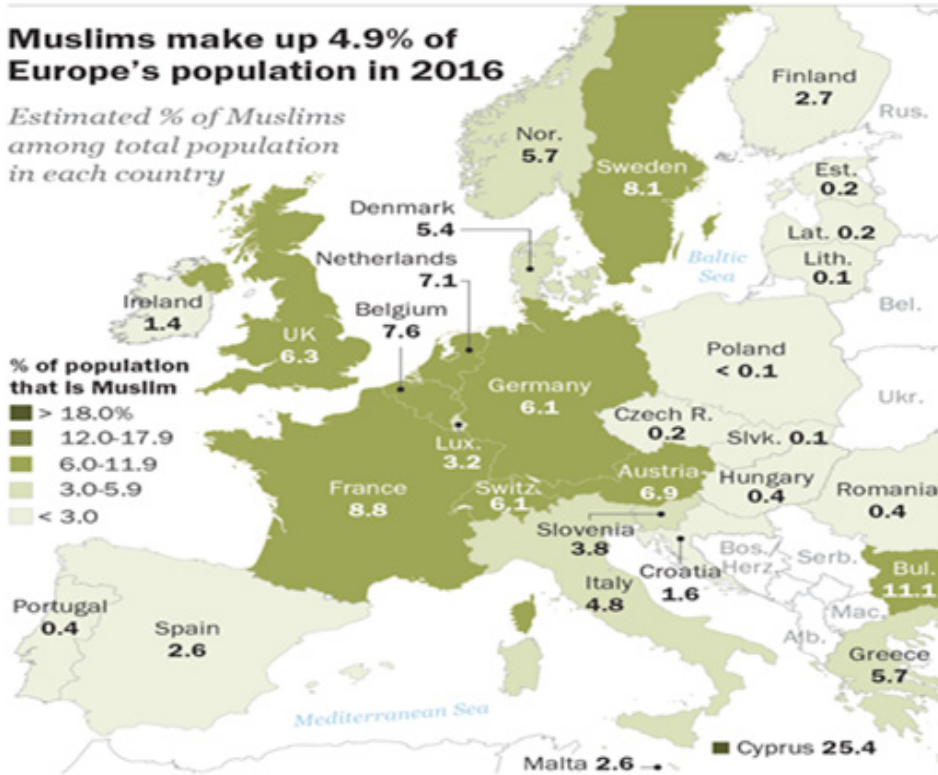 Muslims make up 4.9% of
Europe's population in 2016
Estimated % of Muslims
among total population
in each country
Finland
2.7
Rus.
Nor.
5.7
Sweden
8.1
Est.
0.2
Denmark
5.4
Lat. 0.2
Netherlands
7.1
Baltic
Sea
Lith.
0.1
Ireland
1.4
Belgium
7.6
Bel.
UK
6.3
Poland
< 0.1
% of population
that is Muslim
> 18.0%
12.0-17.9
6.0-11.9
3.0-5.9
< 3.0
Germany
6.1
Ukr.
Czech R.
0.2
Slvk. 0.1
Lux.
3.2
France
8.8
Switz.
6.1
Austria
6.9
Hungary
0.4
Romania
0.4
Slovenia
3.8
Croatia
1.6
Bos./
Herz.
Serb.
Bul.
11.1
Italy
4.8
Portugal
0.4
Spain
2.6
Mac.
Alb.
Greece
5.7
Mediterranean Sea
Cyprus 25.4
Malta 2.6